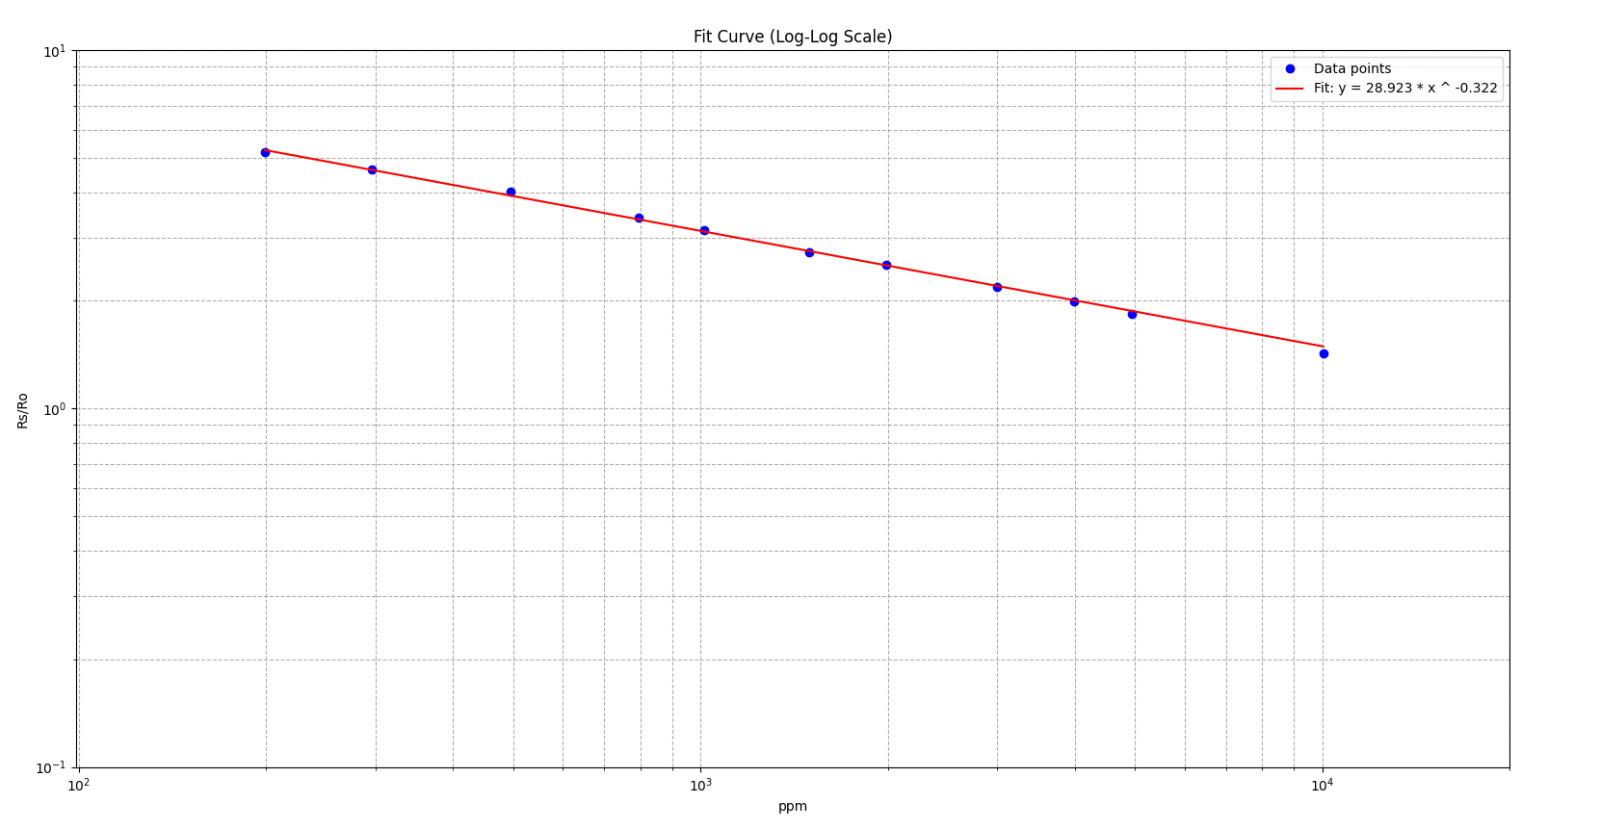 Fit Curve (Log-Log Scale)
10¹
Data points
Fit: y = 28.923 * x ^ -0.322
Rs/Ro
10⁰
10⁻¹
10² 10³ 10⁴
ppm